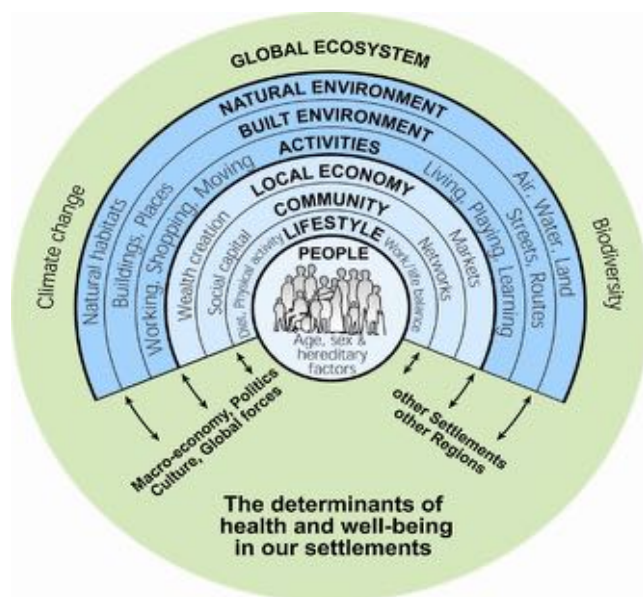 GLOBAL ECOSYSTEM
NATURAL ENVIRONMENT
BUILT ENVIRONMENT
ACTIVITIES
LOCAL ECONOMY
COMMUNITY
LIFESTYLE
PEOPLE
Age, sex &
hereditary
factors
Climate change
Natural habitats
Buildings, Places
Working, Shopping, Moving
Wealth creation
Social capital
Diet, Physical activity
Work/life balance
Networks
Markets
Living, Playing, Learning
Streets, Routes
Air, Water, Land
Biodiversity
Macro-economy, Politics
Culture, Global forces
other Settlements
other Regions
The determinants of
health and well-being
in our settlements